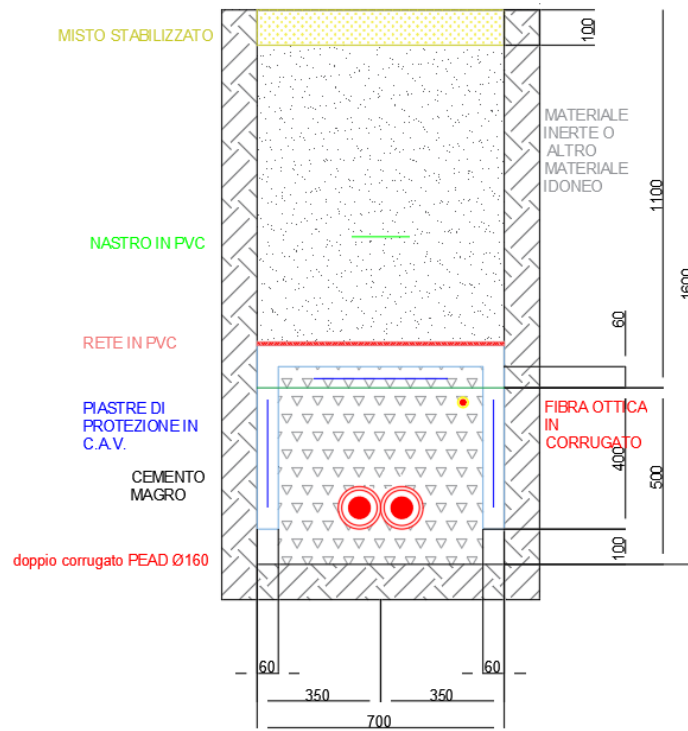 MISTO STABILIZZATO
100
MATERIALE
INERTE O
ALTRO
MATERIALE
IDONEO
1100
NASTRO IN PVC
1600
60
RETE IN PVC
PIASTRE DI
PROTEZIONE IN
C.A.V.
FIBRA OTTICA
IN
CORRUGATO
400
500
CEMENTO
MAGRO
100
doppio corrugato PEAD Ø160
60
60
350
350
700